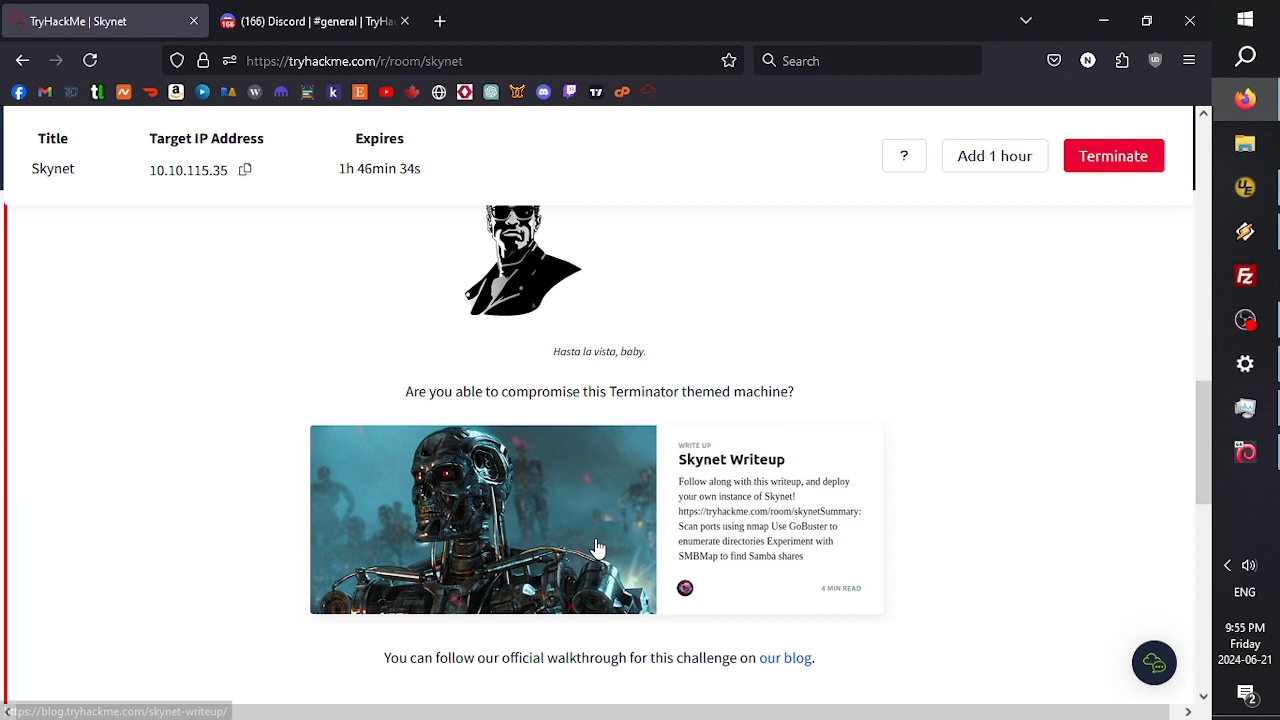 TryHackMe | Skynet
(166) Discord | #general | TryHa
https://tryhackme.com/r/room/skynet
Search
Title
Target IP Address
Expires
Skynet
10.10.115.35
1h 46min 34s
?
Add 1 hour
Terminate
Hasta la vista, baby.
Are you able to compromise this Terminator themed machine?
WRITE UP
Skynet Writeup
Follow along with this writeup, and deploy
your own instance of Skynet!
https://tryhackme.com/room/skynetSummary:
Scan ports using nmap Use GoBuster to
enumerate directories Experiment with
SMBMap to find Samba shares
4 MIN READ
You can follow our official walkthrough for this challenge on our blog.
ttps://blog.tryhackme.com/skynet-writeup/
ENG
9:55 PM
Friday
2024-06-21
2